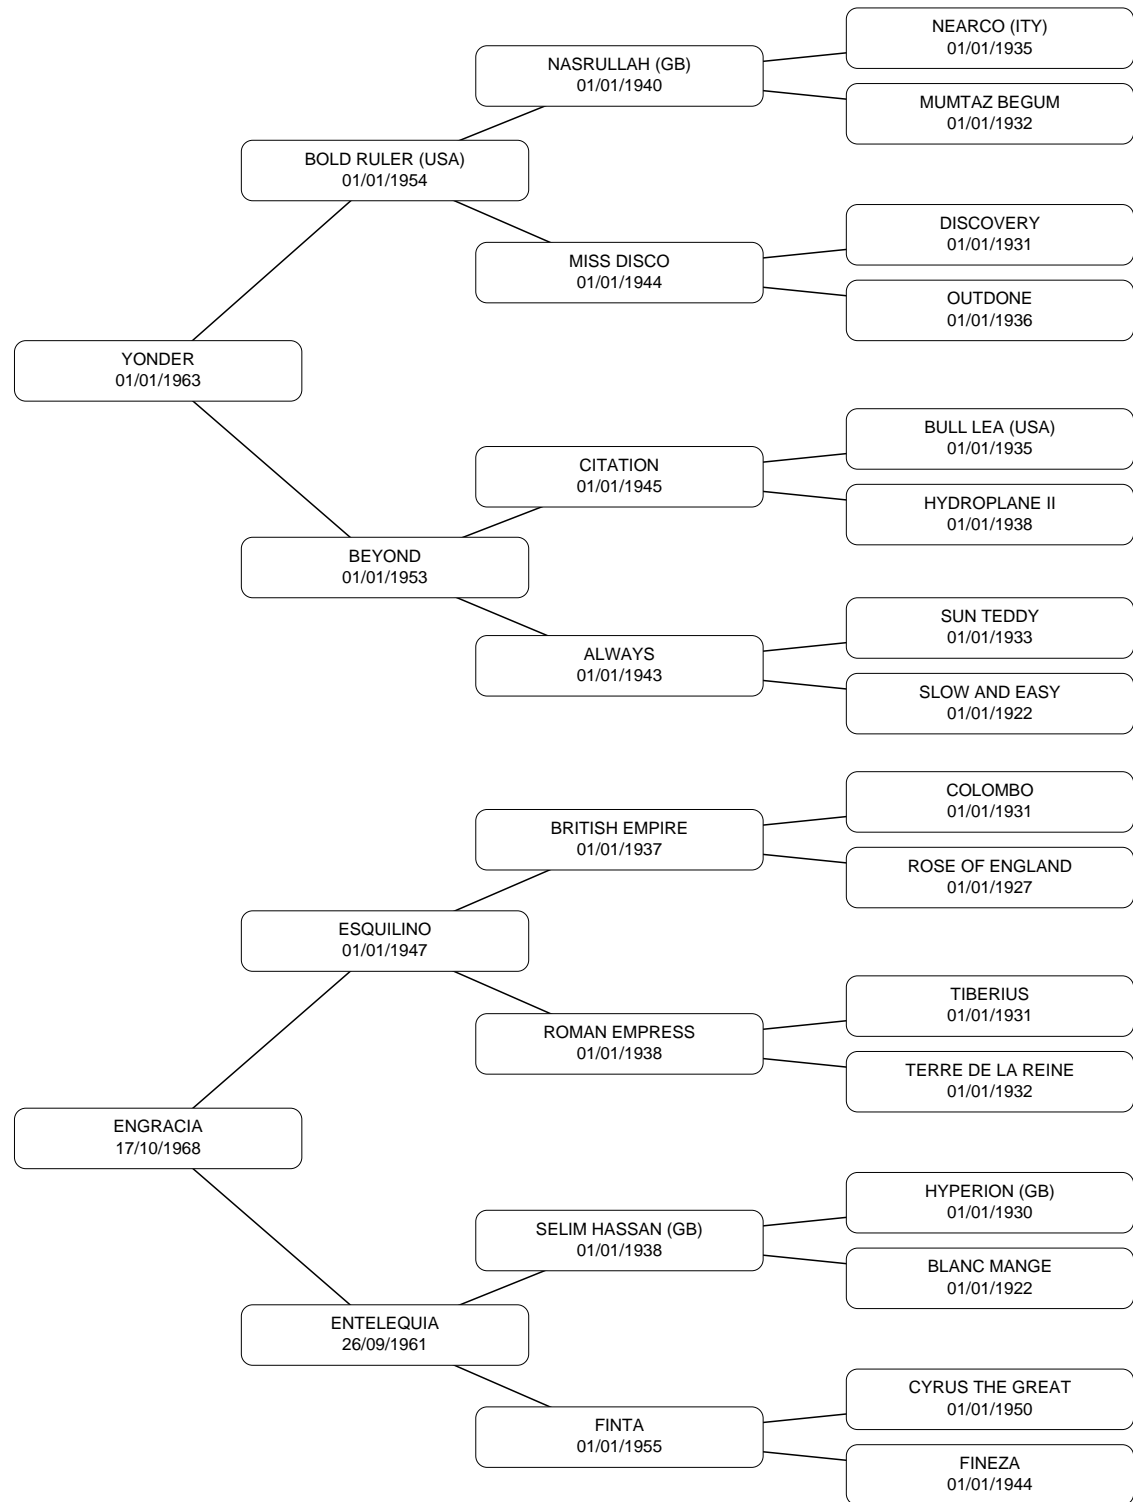 NEARCO (ITY)
01/01/1935
NASRULLAH (GB)
01/01/1940
MUMTAZ BEGUM
01/01/1932
BOLD RULER (USA)
01/01/1954
DISCOVERY
01/01/1931
MISS DISCO
01/01/1944
OUTDONE
01/01/1936
YONDER
01/01/1963
BULL LEA (USA)
01/01/1935
CITATION
01/01/1945
HYDROPLANE II
01/01/1938
BEYOND
01/01/1953
SUN TEDDY
01/01/1933
ALWAYS
01/01/1943
SLOW AND EASY
01/01/1922
COLOMBO
01/01/1931
BRITISH EMPIRE
01/01/1937
ROSE OF ENGLAND
01/01/1927
ESQUILINO
01/01/1947
TIBERIUS
01/01/1931
ROMAN EMPRESS
01/01/1938
TERRE DE LA REINE
01/01/1932
ENGRACIA
17/10/1968
HYPERION (GB)
01/01/1930
SELIM HASSAN (GB)
01/01/1938
BLANC MANGE
01/01/1922
ENTELEQUIA
26/09/1961
CYRUS THE GREAT
01/01/1950
FINTA
01/01/1955
FINEZA
01/01/1944